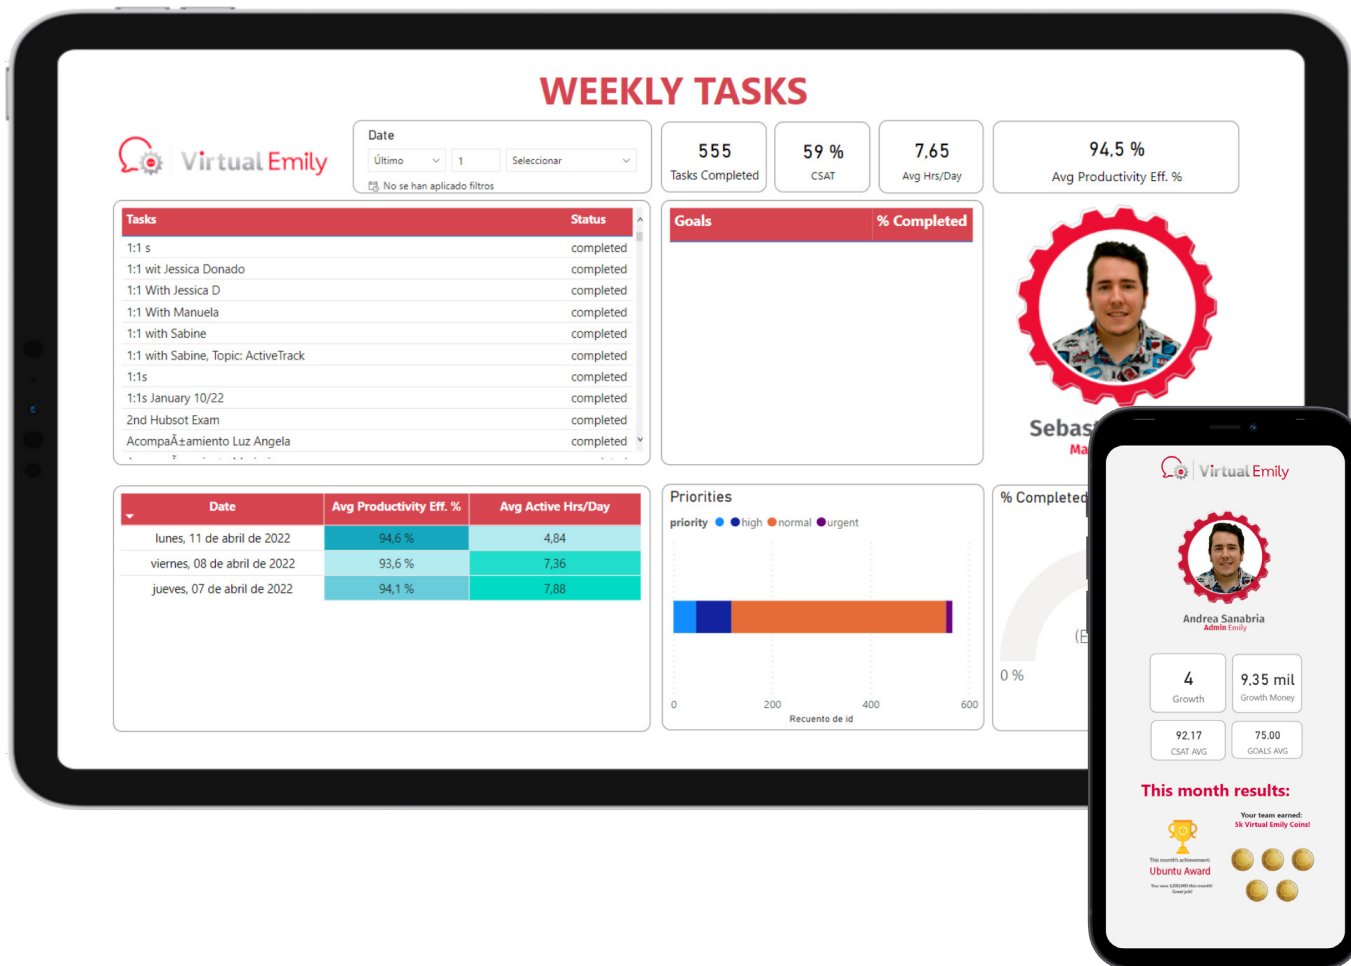 WEEKLY TASKS
Virtual Emily
Date
Último
1
Seleccionar
No se han aplicado filtros
555
Tasks Completed
59 %
CSAT
7,65
Avg Hrs/Day
94,5 %
Avg Productivity Eff. %
Tasks Status
1:1 s completed
1:1 wit Jessica Donado completed
1:1 With Jessica D completed
1:1 With Manuela completed
1:1 with Sabine completed
1:1 with Sabine, Topic: ActiveTrack completed
1:1s completed
1:1s January 10/22 completed
2nd Hubsot Exam completed
AcompaÃ±amiento Luz Angela completed
Goals % Completed
Sebas
Ma
Date Avg Productivity Eff. % Avg Active Hrs/Day
lunes, 11 de abril de 2022 94,6 % 4,84
viernes, 08 de abril de 2022 93,6 % 7,36
jueves, 07 de abril de 2022 94,1 % 7,88
Priorities
priority high normal urgent
0 200 400 600
Recuento de id
% Completed
(E
0 %
Virtual Emily
Andrea Sanabria
Admin Emily
4
Growth
9,35 mil
Growth Money
92,17
CSAT AVG
75,00
GOALS AVG
This month results:
Your team earned:
5k Virtual Emily Coins!
This month's achievement:
Ubuntu Award
Great job!